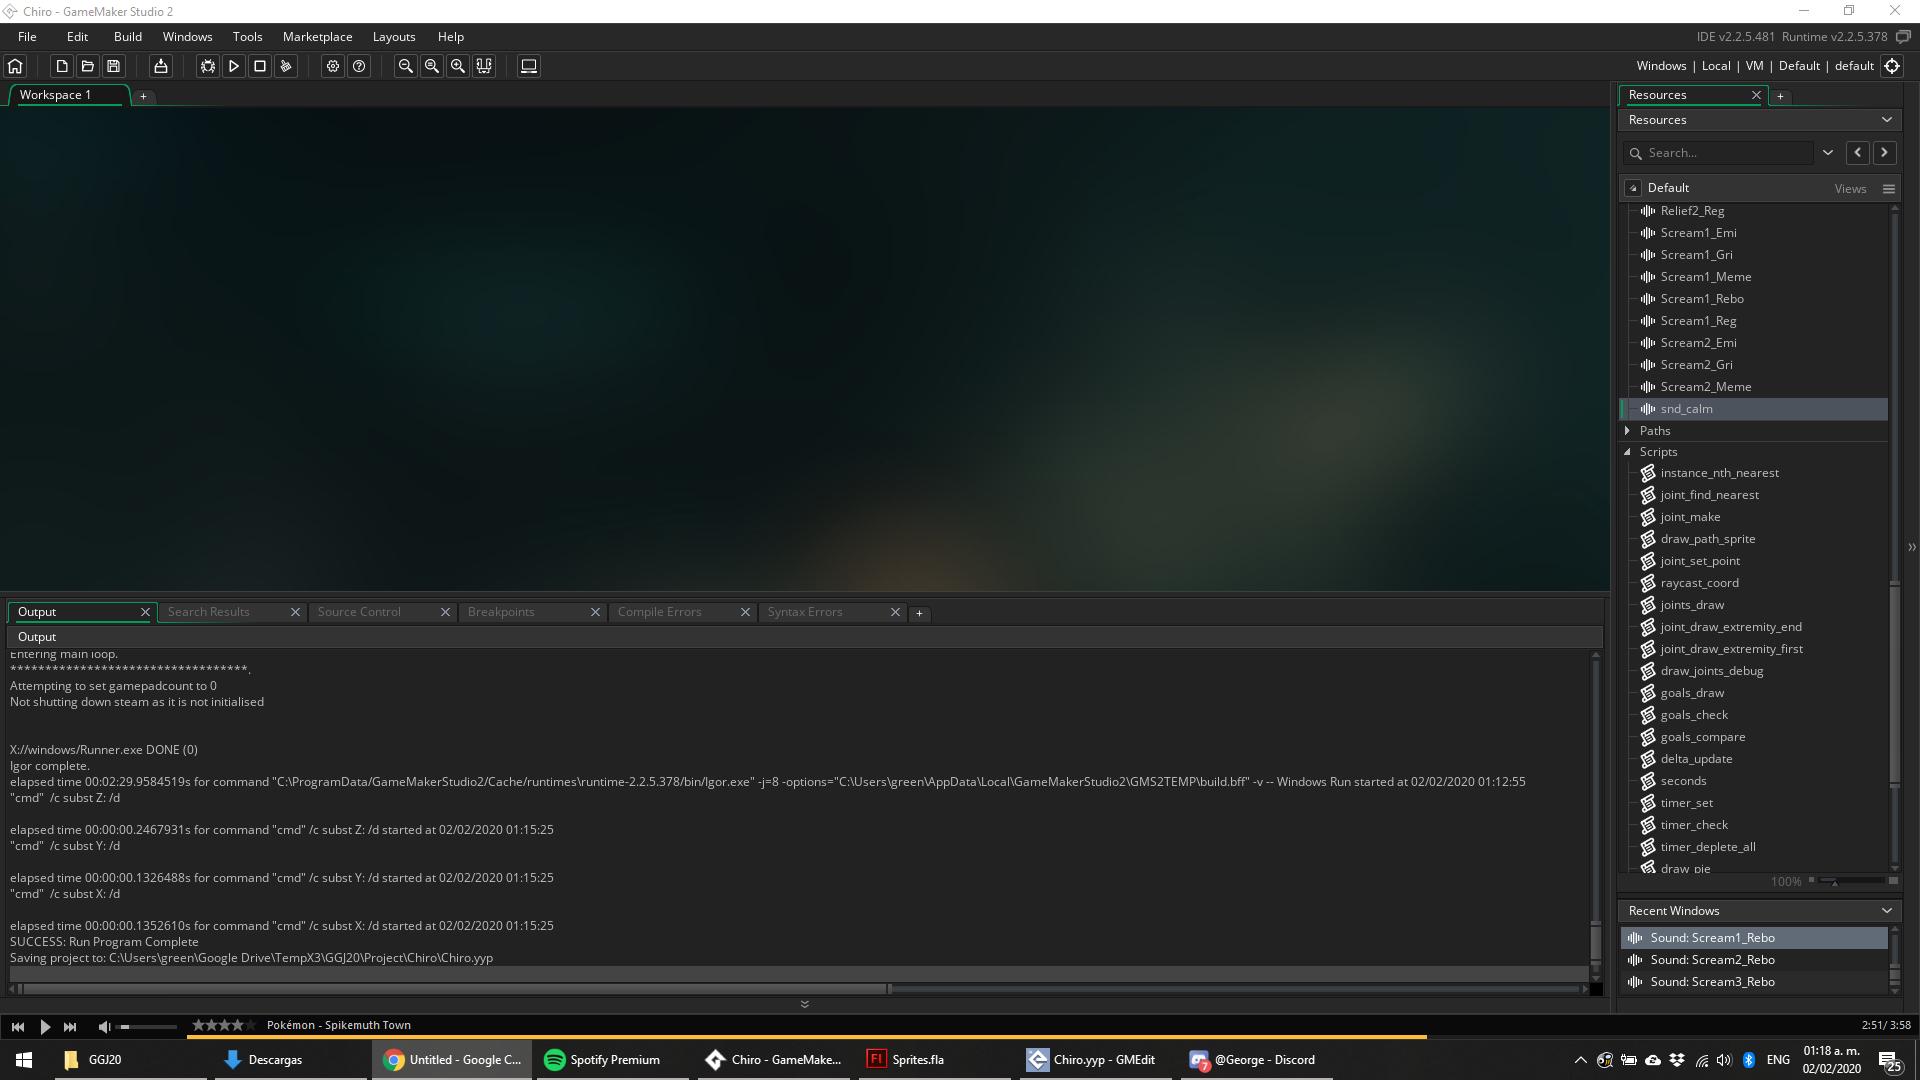 Chiro - GameMaker Studio 2
File Edit Build Windows Tools Marketplace Layouts Help
IDE v2.2.5.481 Runtime v2.2.5.378
Windows | Local | VM | Default | default
Workspace 1 +
Resources +
Resources
Search...
Default Views
Relief2_Reg
Scream1_Emi
Scream1_Gri
Scream1_Meme
Scream1_Rebo
Scream1_Reg
Scream2_Emi
Scream2_Gri
Scream2_Meme
snd_calm
Paths
Scripts
instance_nth_nearest
joint_find_nearest
joint_make
draw_path_sprite
joint_set_point
raycast_coord
joints_draw
joint_draw_extremity_end
joint_draw_extremity_first
draw_joints_debug
goals_draw
goals_check
goals_compare
delta_update
seconds
timer_set
timer_check
timer_deplete_all
draw_pie
100%
Recent Windows
Sound: Scream1_Rebo
Sound: Scream2_Rebo
Sound: Scream3_Rebo
Output Search Results Source Control Breakpoints Compile Errors Syntax Errors +
Output
Entering main loop.
**********************************.
Attempting to set gamepadcount to 0
Not shutting down steam as it is not initialised
X://windows/Runner.exe DONE (0)
Igor complete.
elapsed time 00:02:29.9584519s for command "C:\ProgramData/GameMakerStudio2/Cache/runtimes\runtime-2.2.5.378/bin/Igor.exe" -j=8 -options="C:\Users\green\AppData\Local\GameMakerStudio2\GMS2TEMP\build.bff" -v -- Windows Run started at 02/02/2020 01:12:55
"cmd"  /c subst Z: /d
elapsed time 00:00:00.2467931s for command "cmd" /c subst Z: /d started at 02/02/2020 01:15:25
"cmd"  /c subst Y: /d
elapsed time 00:00:00.1326488s for command "cmd" /c subst Y: /d started at 02/02/2020 01:15:25
"cmd"  /c subst X: /d
elapsed time 00:00:00.1352610s for command "cmd" /c subst X: /d started at 02/02/2020 01:15:25
SUCCESS: Run Program Complete
Saving project to: C:\Users\green\Google Drive\TempX3\GGJ20\Project\Chiro\Chiro.yyp
Pokémon - Spikemuth Town
2:51/ 3:58
GGJ20 Descargas Untitled - Google C... Spotify Premium Chiro - GameMake... Fl Sprites.fla Chiro.yyp - GMEdit 7 @George - Discord
ENG
01:18 a. m.
02/02/2020
25